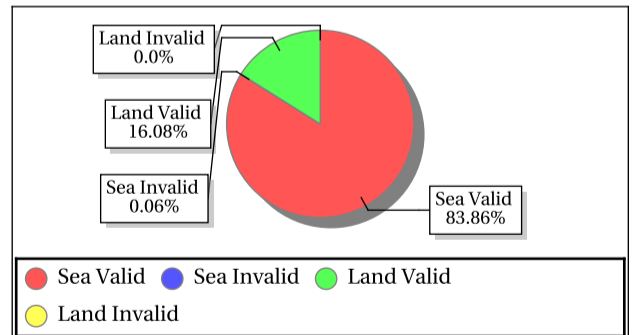 Land Invalid
0.0%
Land Valid
16.08%
Sea Invalid
0.06%
Sea Valid
83.86%
Sea Valid Sea Invalid Land Valid
Land Invalid